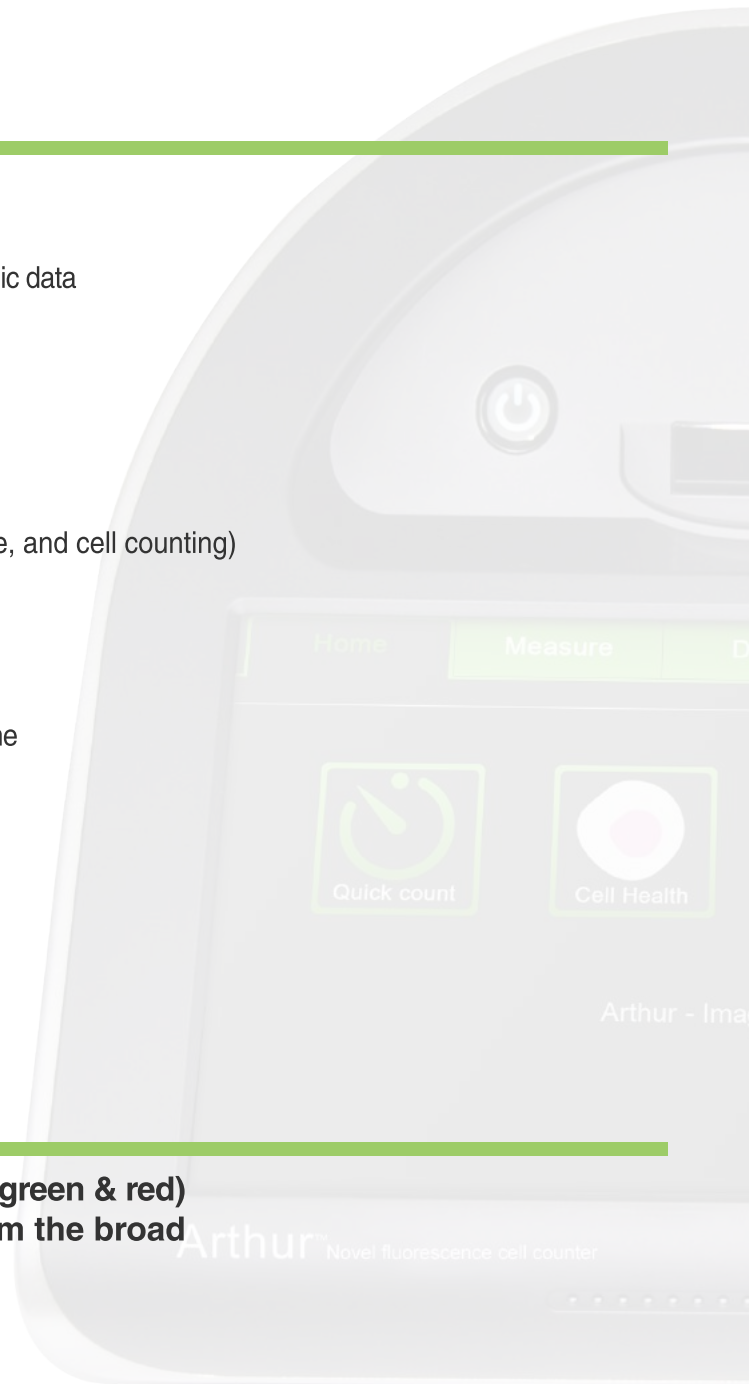 ic data
e, and cell counting)
ne
Home Measure D
Quick count Cell Health
Arthur - Ima
green & red)
m the broad
Arthur™ Novel fluorescence cell counter